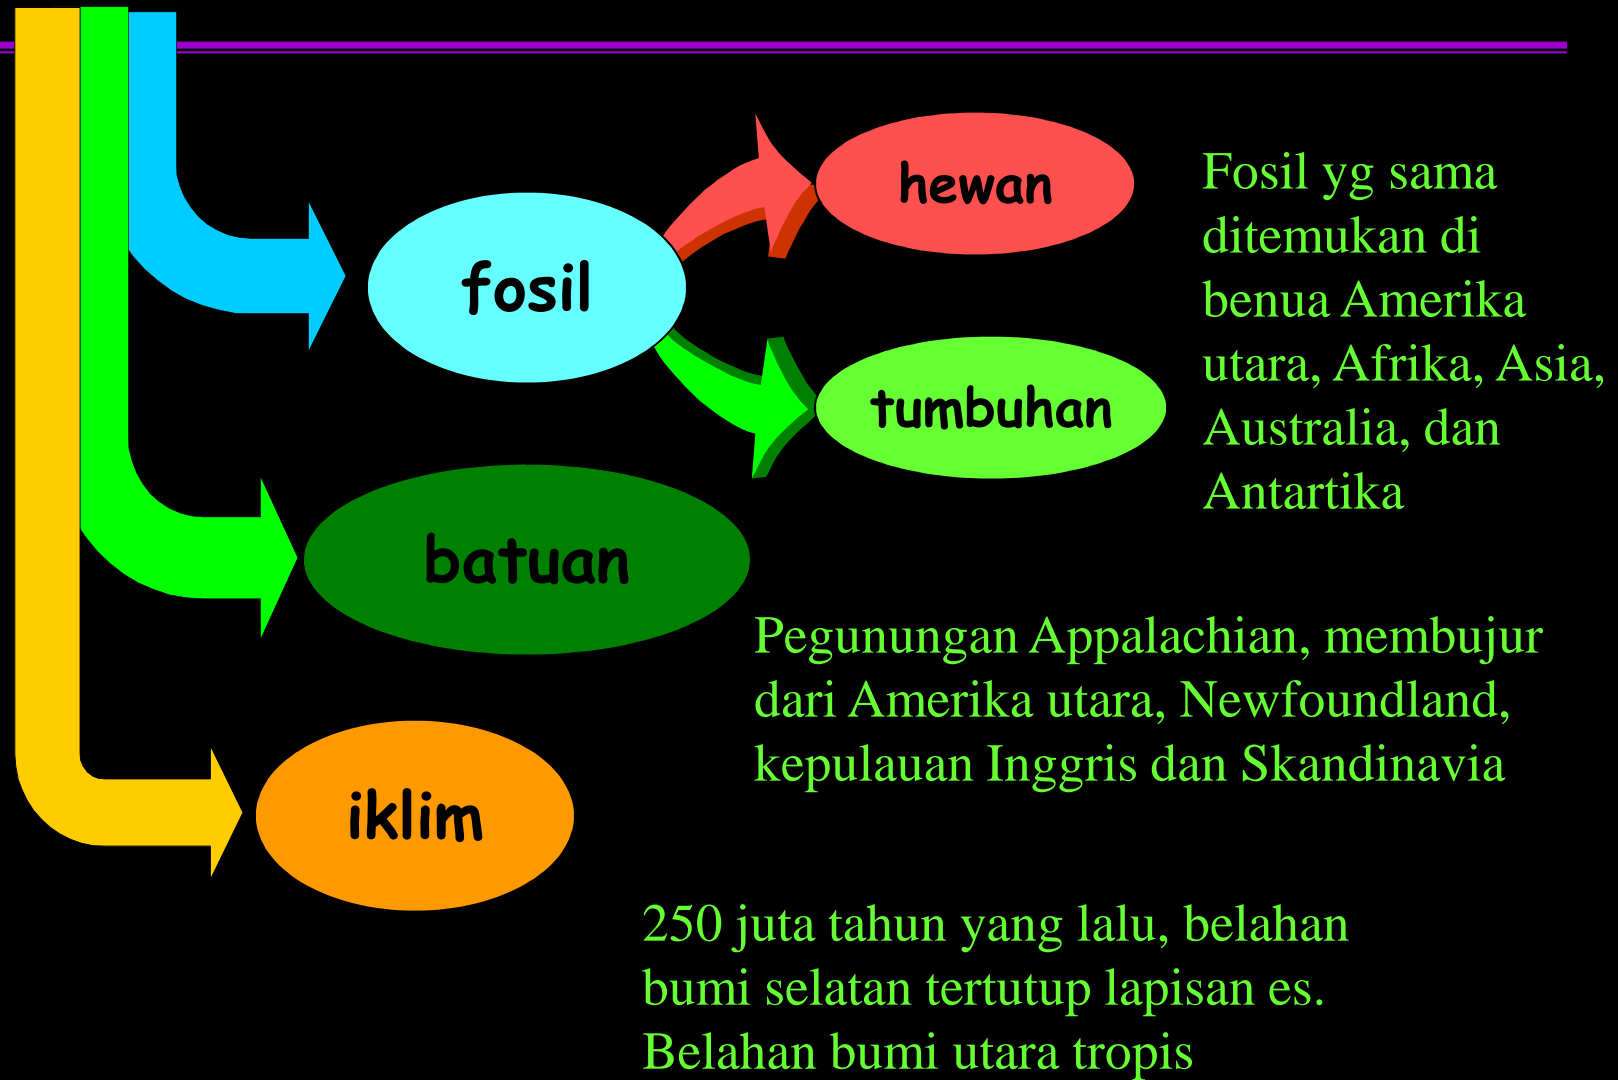 fosil
hewan
tumbuhan
Fosil yg sama
ditemukan di
benua Amerika
utara, Afrika, Asia,
Australia, dan
Antartika
batuan
Pegunungan Appalachian, membujur
dari Amerika utara, Newfoundland,
kepulauan Inggris dan Skandinavia
iklim
250 juta tahun yang lalu, belahan
bumi selatan tertutup lapisan es.
Belahan bumi utara tropis